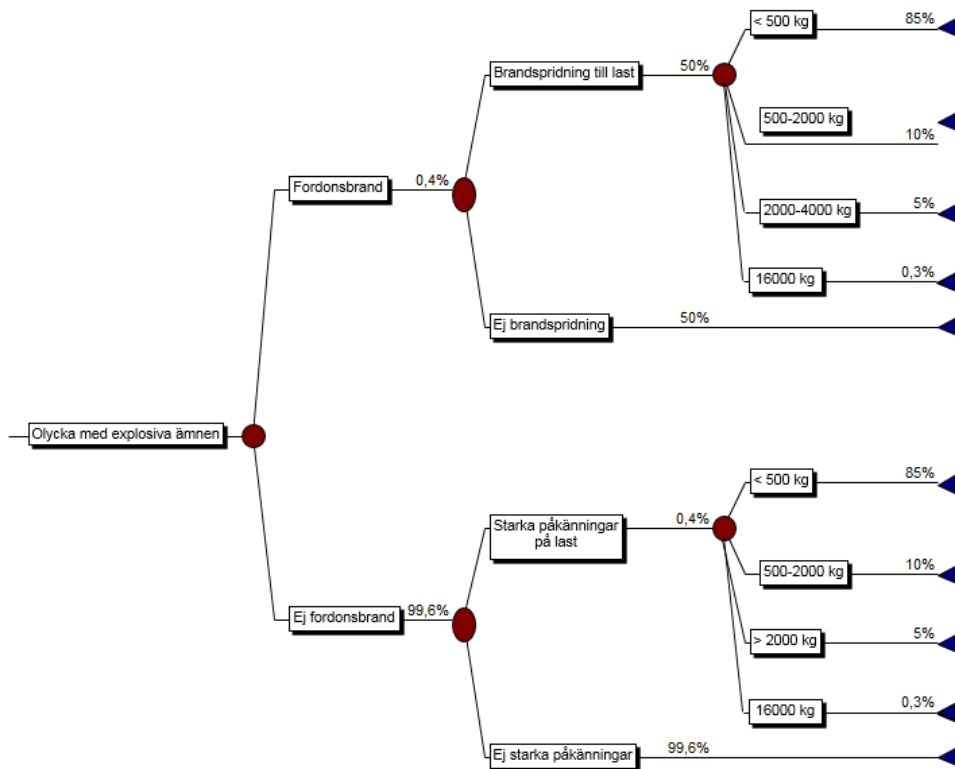 < 500 kg
85%
Brandspridning till last
50%
500-2000 kg
10%
Fordonsbrand
0,4%
2000-4000 kg
5%
16000 kg
0,3%
Ej brandspridning
50%
Olycka med explosiva ämnen
< 500 kg
85%
Starka påkänningar
på last
0,4%
500-2000 kg
10%
Ej fordonsbrand
99,6%
> 2000 kg
5%
16000 kg
0,3%
Ej starka påkänningar
99,6%